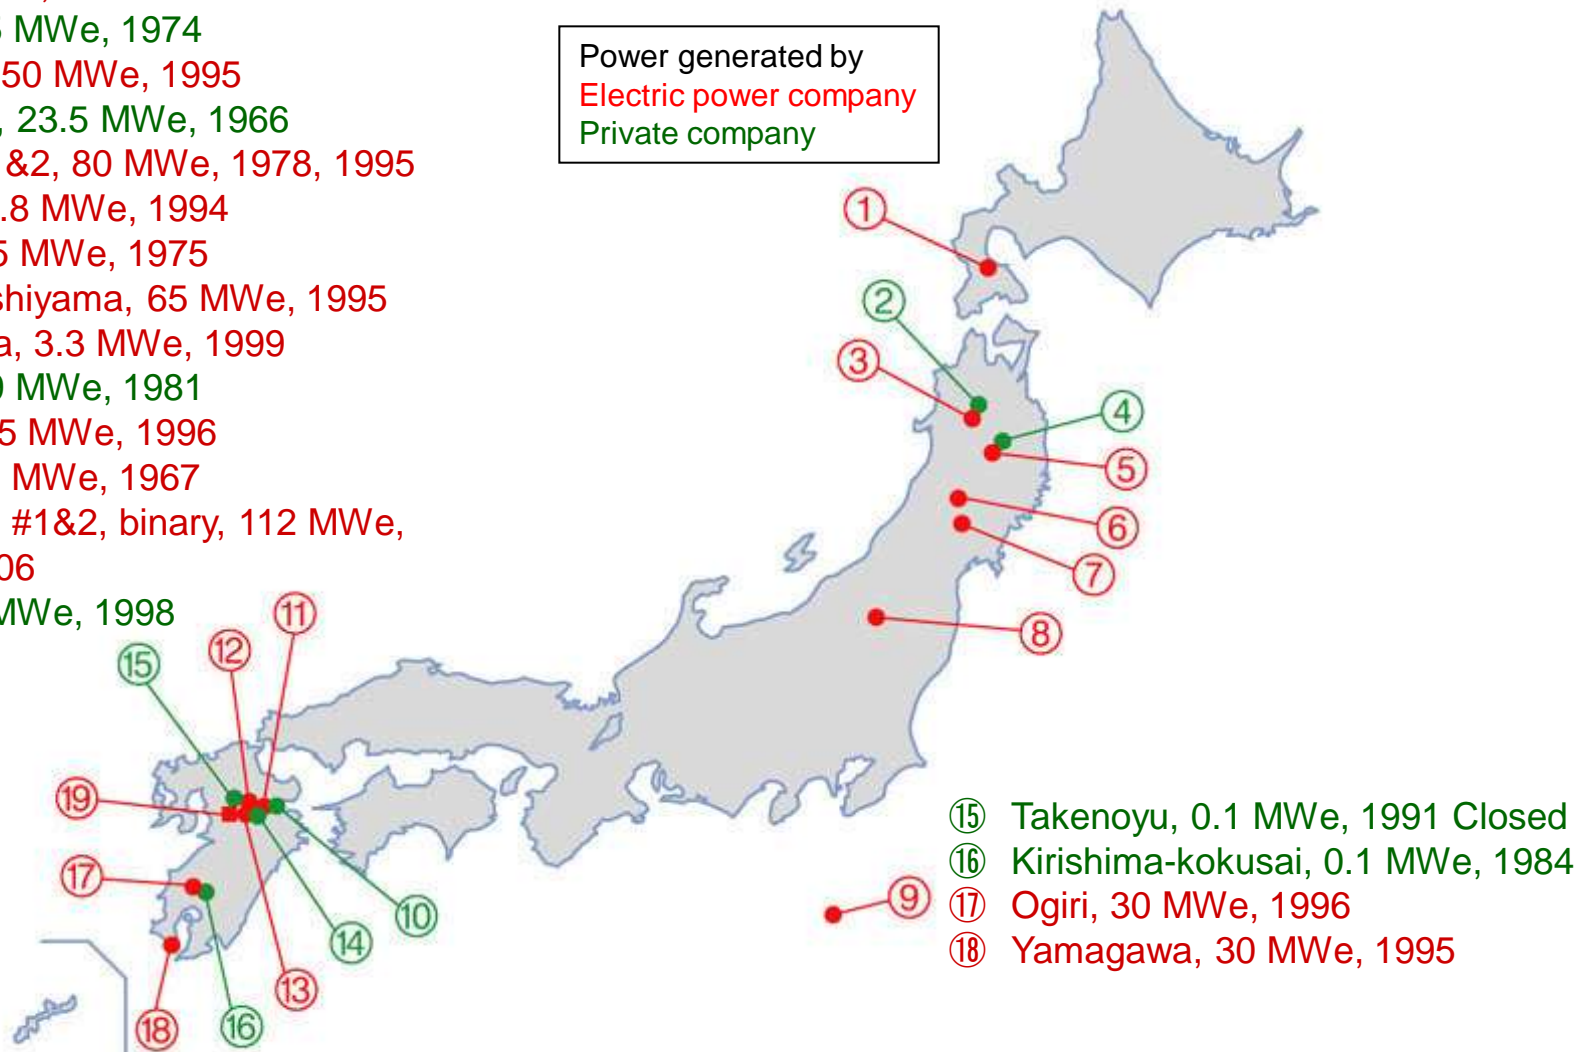 MWe, 1974
50 MWe, 1995
, 23.5 MWe, 1966
&2, 80 MWe, 1978, 1995
.8 MWe, 1994
5 MWe, 1975
shiyama, 65 MWe, 1995
a, 3.3 MWe, 1999
MWe, 1981
5 MWe, 1996
MWe, 1967
#1&2, binary, 112 MWe,
06
MWe, 1998
Power generated by
Electric power company
Private company
①
②
③
④
⑤
⑥
⑦
⑧
⑪
⑫
⑮
⑲
⑰
⑨
⑩
⑭
⑬
⑯
⑱
⑮ Takenoyu, 0.1 MWe, 1991 Closed
⑯ Kirishima-kokusai, 0.1 MWe, 1984
⑰ Ogiri, 30 MWe, 1996
⑱ Yamagawa, 30 MWe, 1995